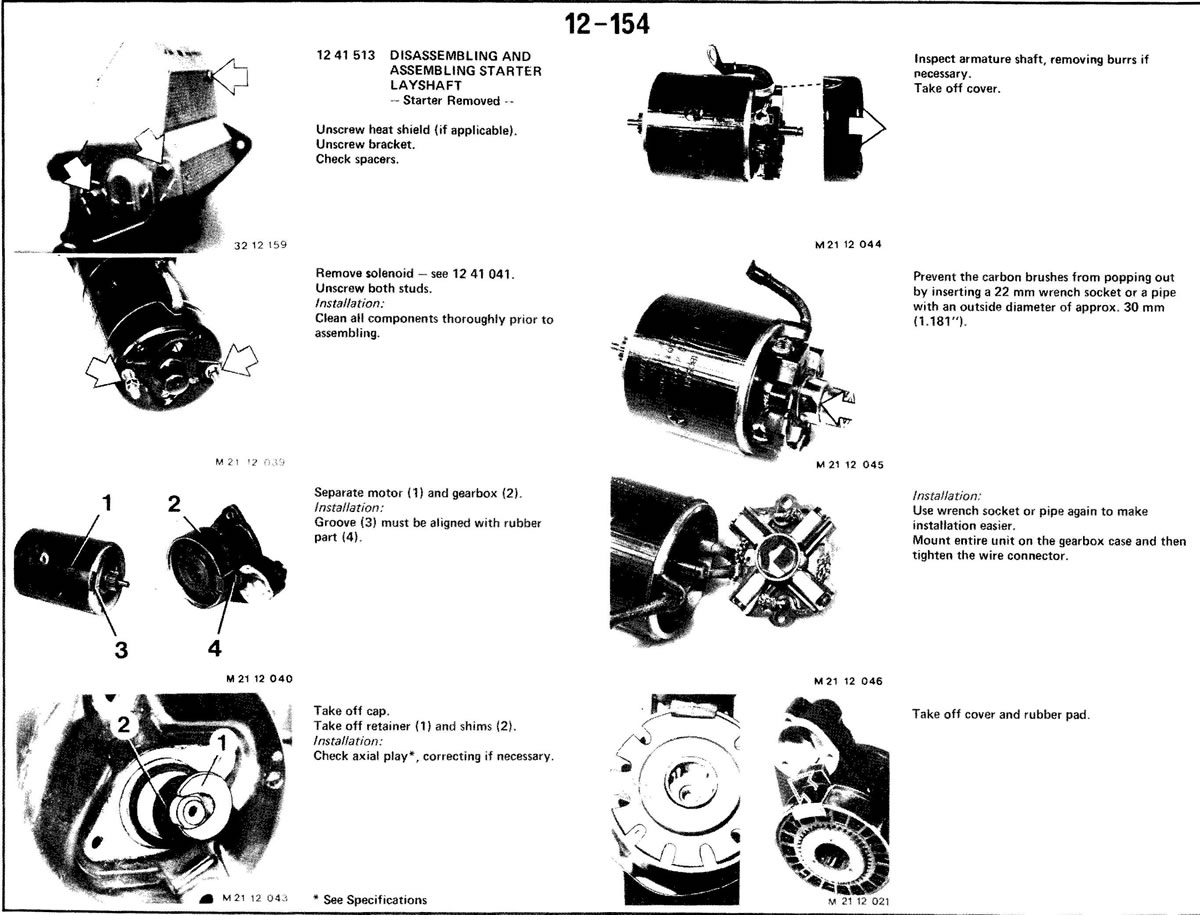 12-154
12 41 513 DISASSEMBLING AND
ASSEMBLING STARTER
LAYSHAFT
-- Starter Removed --
Unscrew heat shield (if applicable).
Unscrew bracket.
Check spacers.
32 12 159
Remove solenoid – see 12 41 041.
Unscrew both studs.
Installation:
Clean all components thoroughly prior to
assembling.
M 21 12 039
Separate motor (1) and gearbox (2).
Installation:
Groove (3) must be aligned with rubber
part (4).
1 2
3 4
M 21 12 040
Take off cap.
Take off retainer (1) and shims (2).
Installation:
Check axial play*, correcting if necessary.
2
1
M 21 12 043
* See Specifications
Inspect armature shaft, removing burrs if
necessary.
Take off cover.
M 21 12 044
Prevent the carbon brushes from popping out
by inserting a 22 mm wrench socket or a pipe
with an outside diameter of approx. 30 mm
(1.181'').
M 21 12 045
Installation:
Use wrench socket or pipe again to make
installation easier.
Mount entire unit on the gearbox case and then
tighten the wire connector.
M 21 12 046
Take off cover and rubber pad.
M 21 12 021